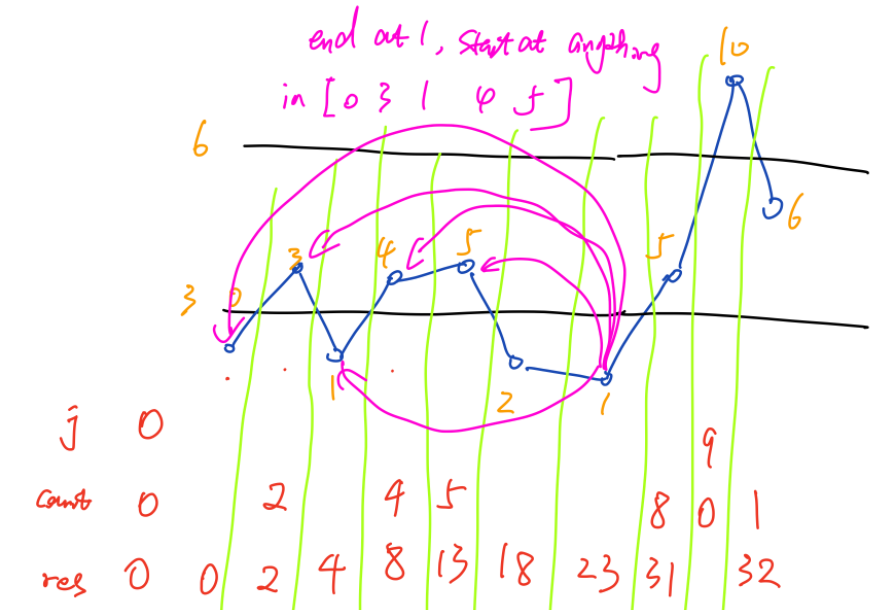 end at 1, start at anything
in [0 3 1 4 5]
10
6
3 4 5 5 6
3 0
1 2 1
j 0 9
count 0 2 4 5 8 0 1
res 0 0 2 4 8 13 18 23 31 32